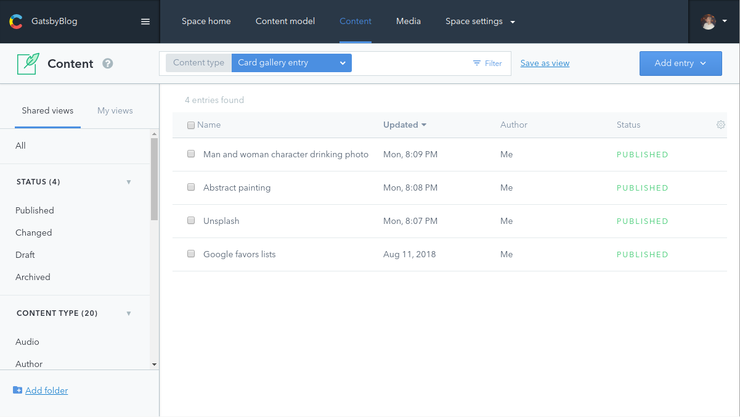 GatsbyBlog
Space home Content model Content Media Space settings
Content ?
Content type Card gallery entry Filter Save as view Add entry
Shared views My views
All
STATUS (4)
Published
Changed
Draft
Archived
CONTENT TYPE (20)
Audio
Author
Add folder
4 entries found
Name Updated Author Status
Man and woman character drinking photo Mon, 8:09 PM Me PUBLISHED
Abstract painting Mon, 8:08 PM Me PUBLISHED
Unsplash Mon, 8:07 PM Me PUBLISHED
Google favors lists Aug 11, 2018 Me PUBLISHED